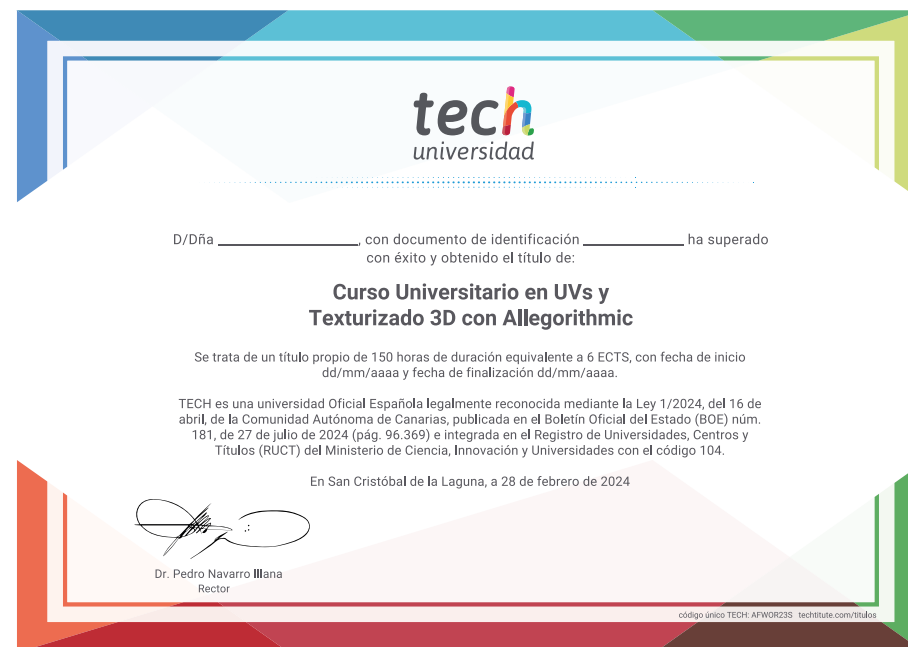 tech
universidad
D/Dña ____________________, con documento de identificación ______________ ha superado
con éxito y obtenido el título de:
Curso Universitario en UVs y
Texturizado 3D con Allegorithmic
Se trata de un título propio de 150 horas de duración equivalente a 6 ECTS, con fecha de inicio
dd/mm/aaaa y fecha de finalización dd/mm/aaaa.
TECH es una universidad Oficial Española legalmente reconocida mediante la Ley 1/2024, del 16 de
abril, de la Comunidad Autónoma de Canarias, publicada en el Boletín Oficial del Estado (BOE) núm.
181, de 27 de julio de 2024 (pág. 96.369) e integrada en el Registro de Universidades, Centros y
Títulos (RUCT) del Ministerio de Ciencia, Innovación y Universidades con el código 104.
En San Cristóbal de la Laguna, a 28 de febrero de 2024
Dr. Pedro Navarro Illana
Rector
código único TECH: AFWOR23S techtitute.com/titulos